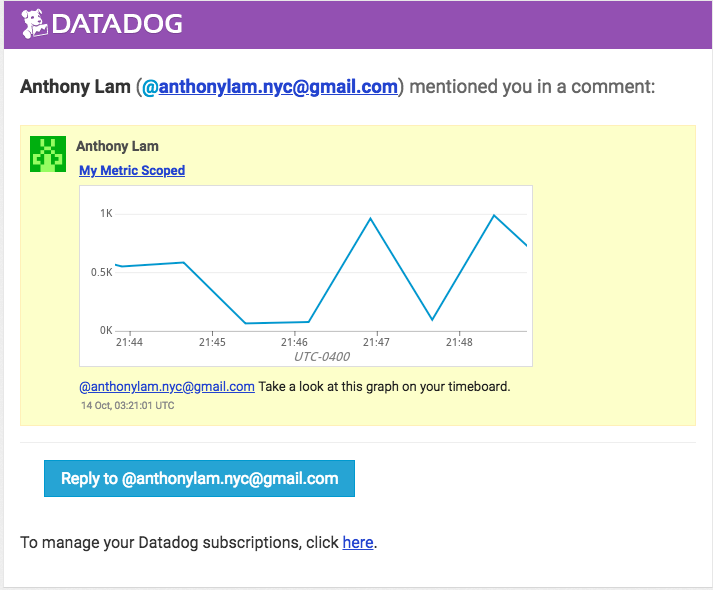 DATADOG
Anthony Lam (@anthonylam.nyc@gmail.com) mentioned you in a comment:
Anthony Lam
My Metric Scoped
1K
0.5K
0K
21:44 21:45 21:46 21:47 21:48
UTC-0400
@anthonylam.nyc@gmail.com Take a look at this graph on your timeboard.
14 Oct, 03:21:01 UTC
Reply to @anthonylam.nyc@gmail.com
To manage your Datadog subscriptions, click here.